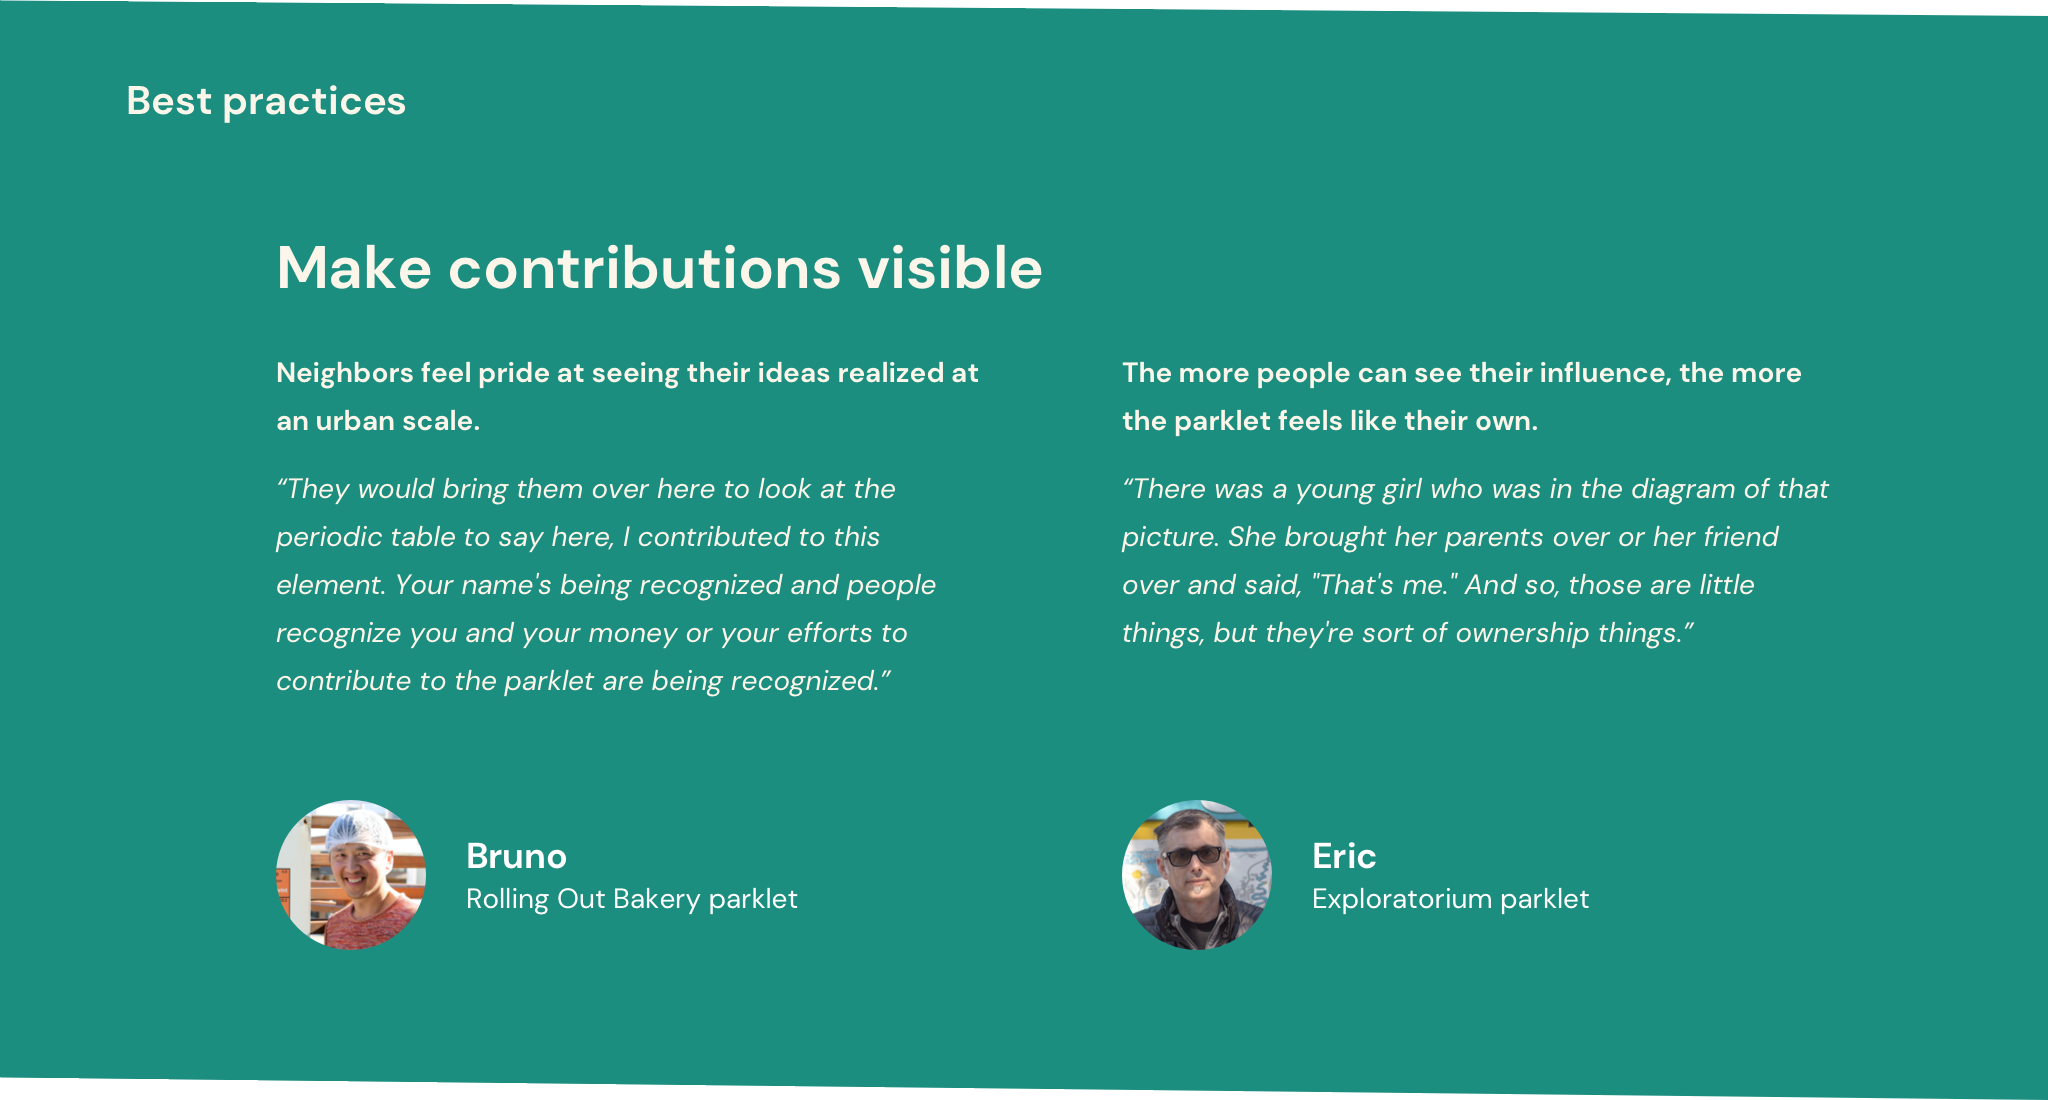 Best practices
Make contributions visible
Neighbors feel pride at seeing their ideas realized at
an urban scale.
“They would bring them over here to look at the
periodic table to say here, I contributed to this
element. Your name's being recognized and people
recognize you and your money or your efforts to
contribute to the parklet are being recognized.”
Bruno
Rolling Out Bakery parklet
The more people can see their influence, the more
the parklet feels like their own.
“There was a young girl who was in the diagram of that
picture. She brought her parents over or her friend
over and said, "That's me." And so, those are little
things, but they're sort of ownership things.”
Eric
Exploratorium parklet